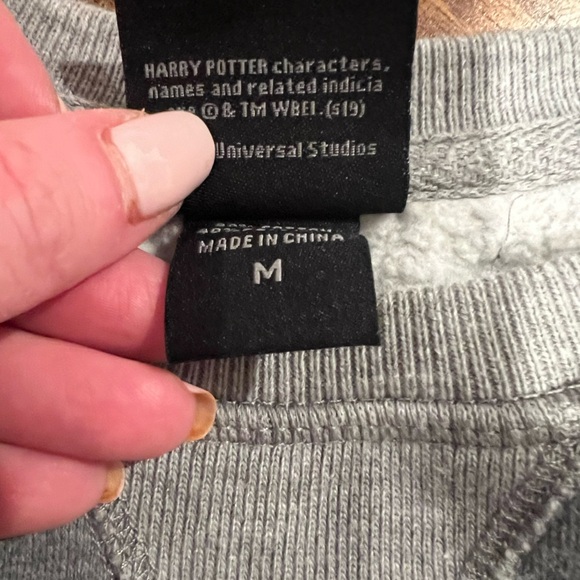 HARRY POTTER characters,
names and related indicia
© & TM WBEI. (s19)
Universal Studios
MADE IN CHINA
M